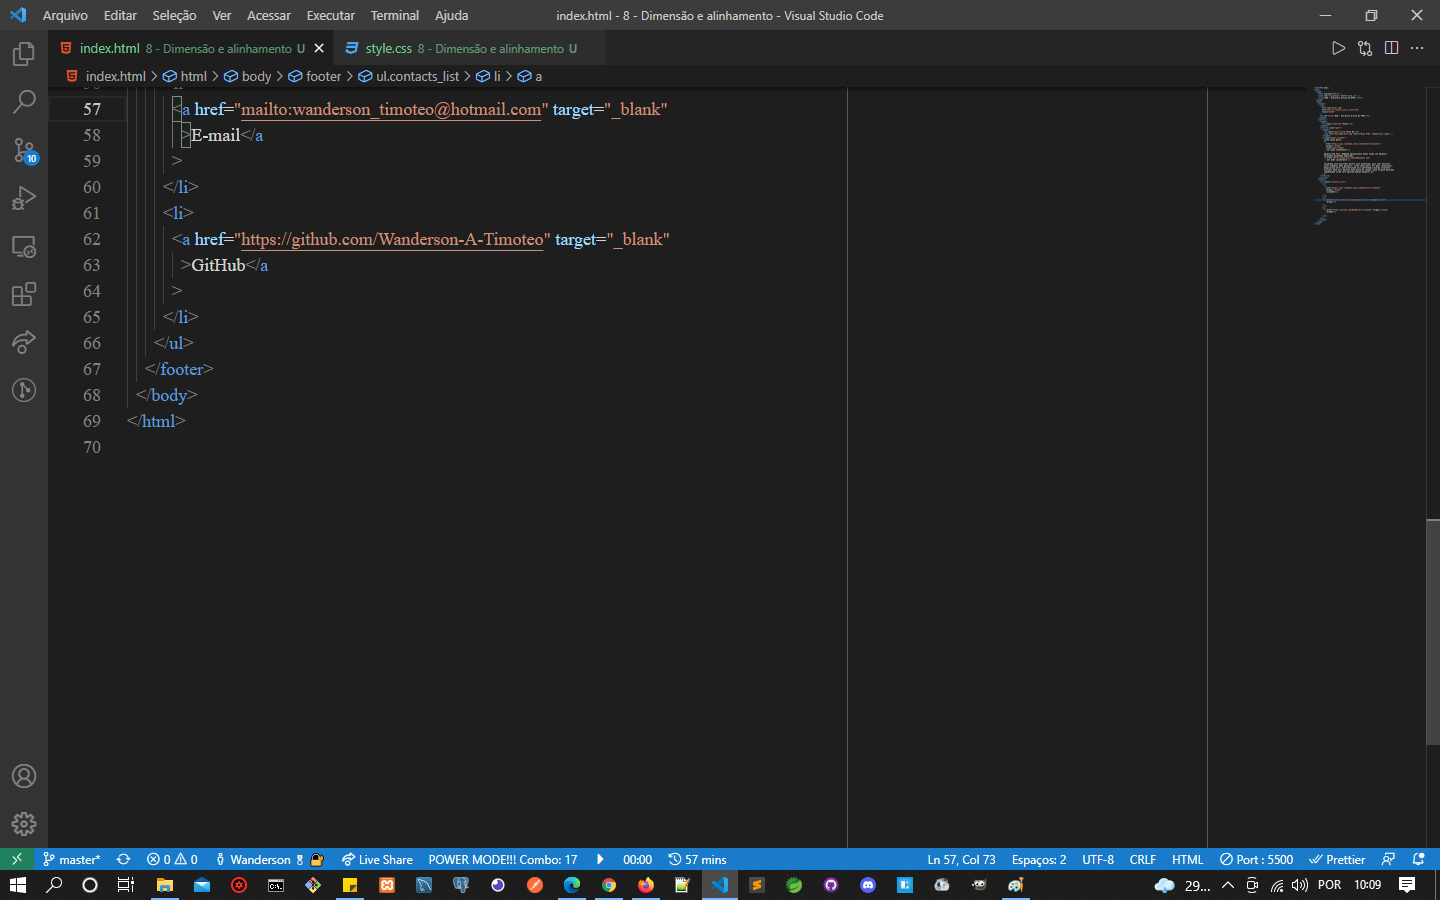 Arquivo Editar Seleção Ver Acessar Executar Terminal Ajuda
index.html - 8 - Dimensão e alinhamento - Visual Studio Code
index.html 8 - Dimensão e alinhamento U
style.css 8 - Dimensão e alinhamento U
index.html > html > body > footer > ul.contacts_list > li > a
57 <a href="mailto:wanderson_timoteo@hotmail.com" target="_blank"
58 >E-mail</a
59 >
60 </li>
61 <li>
62 <a href="https://github.com/Wanderson-A-Timoteo" target="_blank"
63 >GitHub</a
64 >
65 </li>
66 </ul>
67 </footer>
68 </body>
69 </html>
70
10
master* 0 0 Wanderson Live Share POWER MODE!!! Combo: 17 00:00 57 mins
Ln 57, Col 73 Espaços: 2 UTF-8 CRLF HTML Port : 5500 Prettier
29... POR 10:09